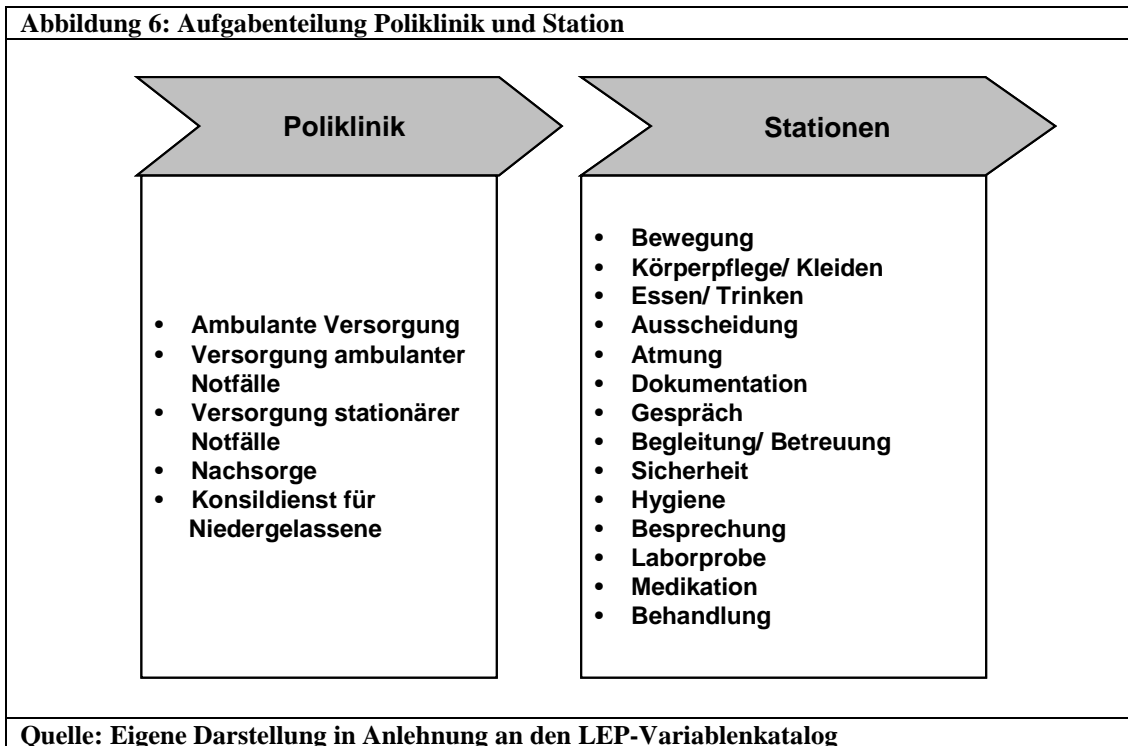 Abbildung 6: Aufgabenteilung Poliklinik und Station
Poliklinik
• Ambulante Versorgung
• Versorgung ambulanter
Notfälle
• Versorgung stationärer
Notfälle
• Nachsorge
• Konsildienst für
Niedergelassene
Stationen
• Bewegung
• Körperpflege/ Kleiden
• Essen/ Trinken
• Ausscheidung
• Atmung
• Dokumentation
• Gespräch
• Begleitung/ Betreuung
• Sicherheit
• Hygiene
• Besprechung
• Laborprobe
• Medikation
• Behandlung
Quelle: Eigene Darstellung in Anlehnung an den LEP-Variablenkatalog